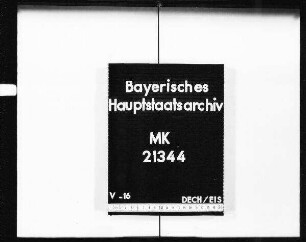 Bayerisches
Hauptstaatsarchiv
MK
21344
V-16 DECH/EIS